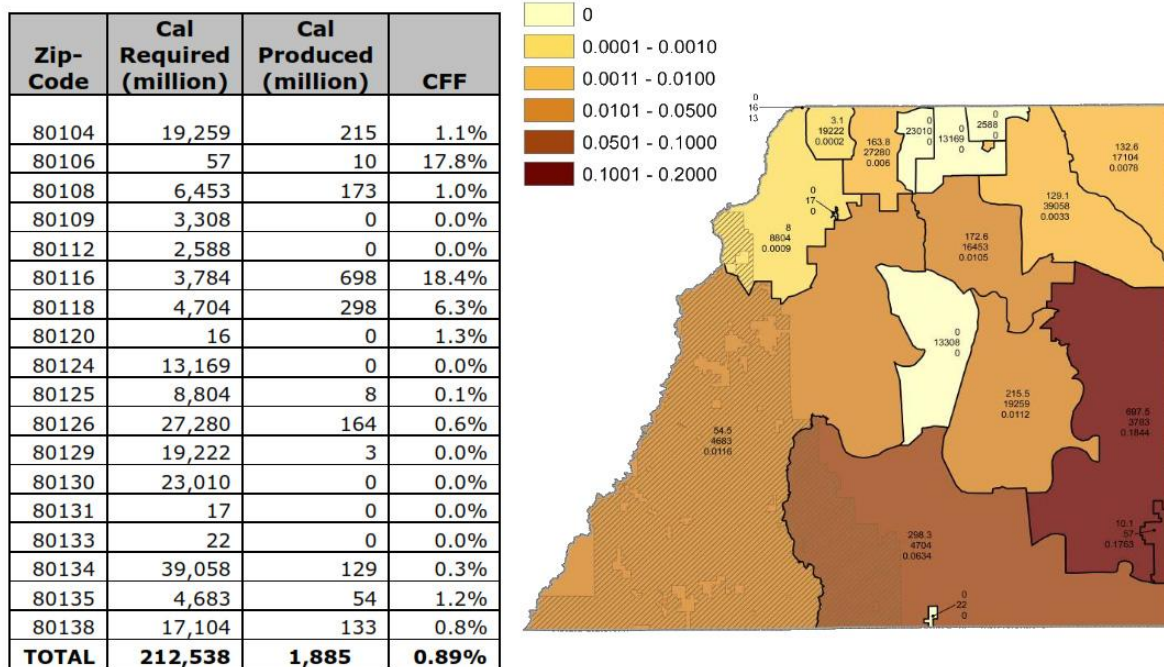 Zip-Code Cal Required (million) Cal Produced (million) CFF
80104 19,259 215 1.1%
80106 57 10 17.8%
80108 6,453 173 1.0%
80109 3,308 0 0.0%
80112 2,588 0 0.0%
80116 3,784 698 18.4%
80118 4,704 298 6.3%
80120 16 0 1.3%
80124 13,169 0 0.0%
80125 8,804 8 0.1%
80126 27,280 164 0.6%
80129 19,222 3 0.0%
80130 23,010 0 0.0%
80131 17 0 0.0%
80133 22 0 0.0%
80134 39,058 129 0.3%
80135 4,683 54 1.2%
80138 17,104 133 0.8%
TOTAL 212,538 1,885 0.89%
0
0.0001 - 0.0010
0.0011 - 0.0100
0.0101 - 0.0500
0.0501 - 0.1000
0.1001 - 0.2000
0
16
13
3.1
19222
0.0002
163.8
27280
0.006
0
23010
0
0
13169
0
0
2588
0
132.6
17104
0.0078
129.1
39058
0.0033
0
17
0
8
8804
0.0009
172.6
16453
0.0105
0
13308
0
215.5
19259
0.0112
697.5
3783
0.1844
54.5
4683
0.0116
298.3
4704
0.0634
10.1
57
0.1763
0
22
0